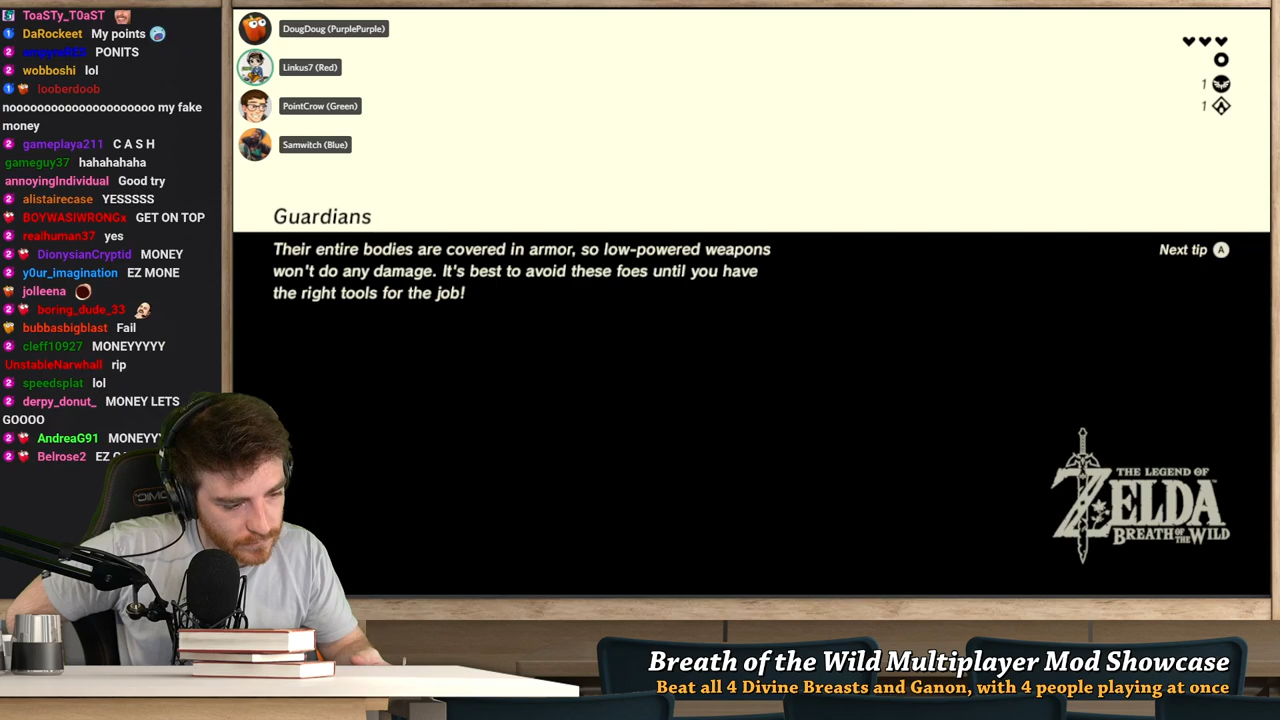 ToaSTy_T0aST
DaRockeet My points
PONITS
wobboshi lol
looberdoob
noooooooooooooooooooo my fake
money
gameplaya211 C A S H
gameguy37 hahahahaha
annoyingIndividual Good try
alistairecase YESSSSS
BOYWASIWRONGx GET ON TOP
realhuman37 yes
DionysianCryptid MONEY
y0ur_imagination EZ MONE
jolleena
boring_dude_33
bubbasbigblast Fail
cleff10927 MONEYYYYY
UnstableNarwhall rip
speedsplat lol
derpy_donut_ MONEY LETS
GOOOO
AndreaG91 MONEYY
Belrose2 EZ
DIMO
DougDoug (PurplePurple)
Linkus7 (Red)
PointCrow (Green)
Samwitch (Blue)
1
1
Guardians
Their entire bodies are covered in armor, so low-powered weapons
won't do any damage. It's best to avoid these foes until you have
the right tools for the job!
Next tip A
THE LEGEND OF
ZELDA
BREATH OF THE WILD
Breath of the Wild Multiplayer Mod Showcase
Beat all 4 Divine Breasts and Ganon, with 4 people playing at once